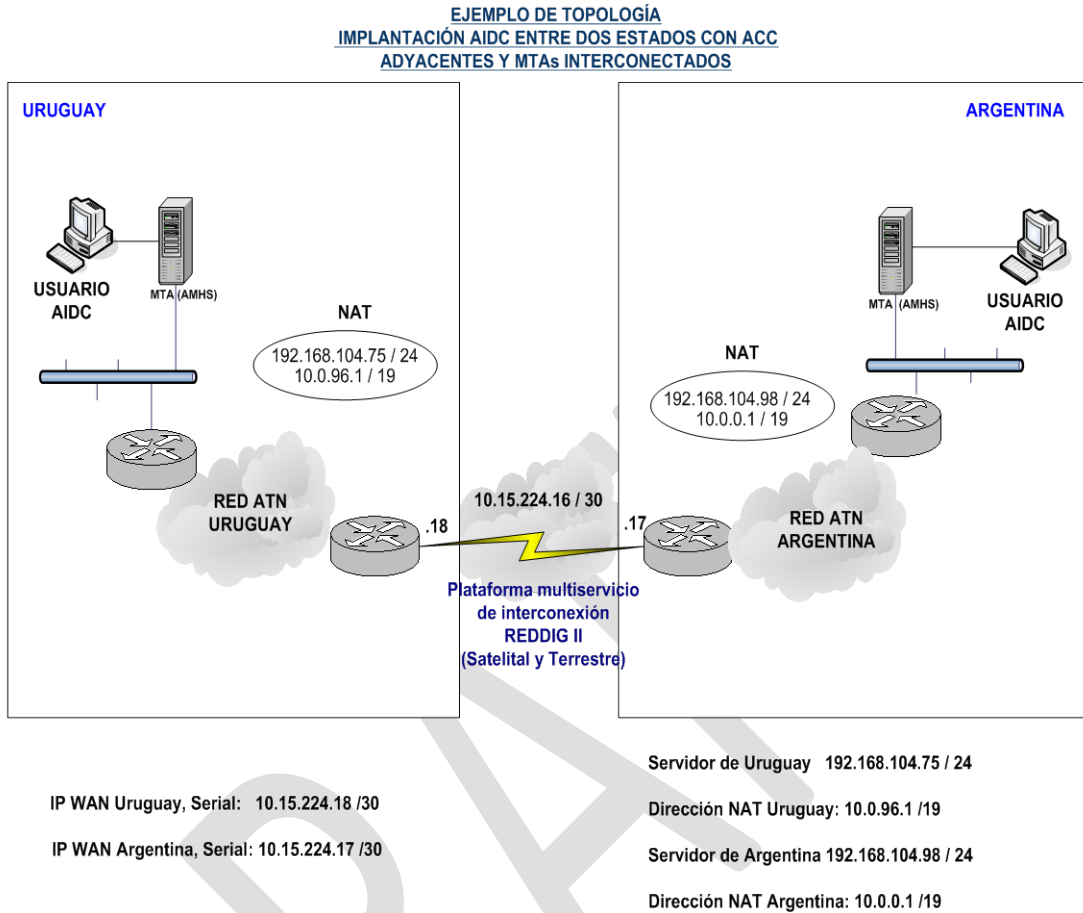 EJEMPLO DE TOPOLOGÍA
IMPLANTACIÓN AIDC ENTRE DOS ESTADOS CON ACC
ADYACENTES Y MTAs INTERCONECTADOS
URUGUAY
ARGENTINA
USUARIO
AIDC
MTA (AMHS)
NAT
192.168.104.75 / 24
10.0.96.1 / 19
MTA (AMHS)
USUARIO
AIDC
NAT
192.168.104.98 / 24
10.0.0.1 / 19
RED ATN
URUGUAY
.18
10.15.224.16 / 30
.17
RED ATN
ARGENTINA
Plataforma multiservicio
de interconexión
REDDIG II
(Satelital y Terrestre)
IP WAN Uruguay, Serial: 10.15.224.18 /30
IP WAN Argentina, Serial: 10.15.224.17 /30
Servidor de Uruguay 192.168.104.75 / 24
Dirección NAT Uruguay: 10.0.96.1 /19
Servidor de Argentina 192.168.104.98 / 24
Dirección NAT Argentina: 10.0.0.1 /19